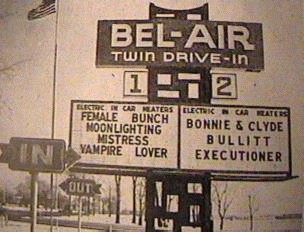 BEL-AIR
TWIN DRIVE-IN
1 2
ELECTRIC IN CAR HEATERS
FEMALE BUNCH
MOONLIGHTING
MISTRESS
VAMPIRE LOVER
ELECTRIC IN CAR HEATERS
BONNIE & CLYDE
BULLITT
EXECUTIONER
IN
OUT